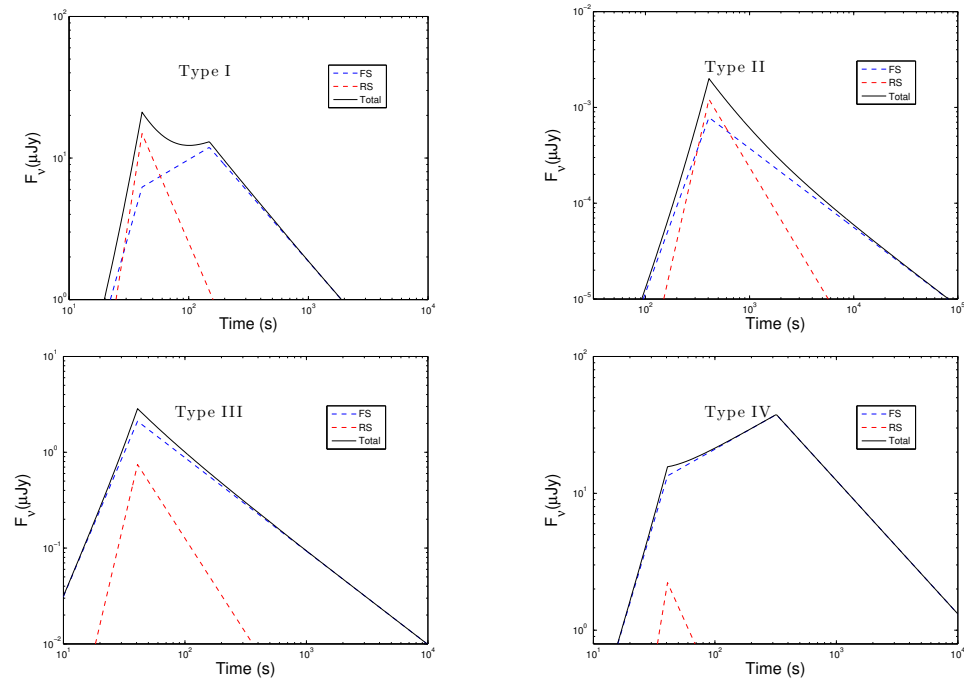 Type I
FS
RS
Total
F_ν(μJy)
10^2
10^1
10^0
10^1
10^2
10^3
10^4
Time (s)
Type II
FS
RS
Total
F_ν(μJy)
10^-2
10^-3
10^-4
10^-5
10^2
10^3
10^4
10^5
Time (s)
Type III
FS
RS
Total
F_ν(μJy)
10^1
10^0
10^-1
10^-2
10^1
10^2
10^3
10^4
Time (s)
Type IV
FS
RS
Total
F_ν(μJy)
10^2
10^1
10^0
10^1
10^2
10^3
10^4
Time (s)